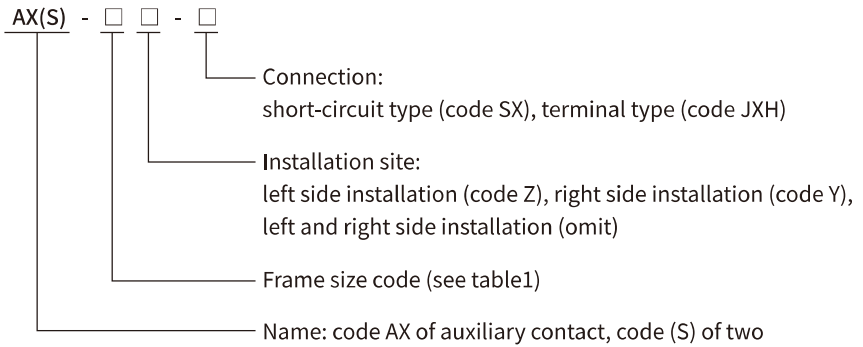 AX(S) - □ □ - □
Connection:
short-circuit type (code SX), terminal type (code JXH)
Installation site:
left side installation (code Z), right side installation (code Y),
left and right side installation (omit)
Frame size code (see table1)
Name: code AX of auxiliary contact, code (S) of two